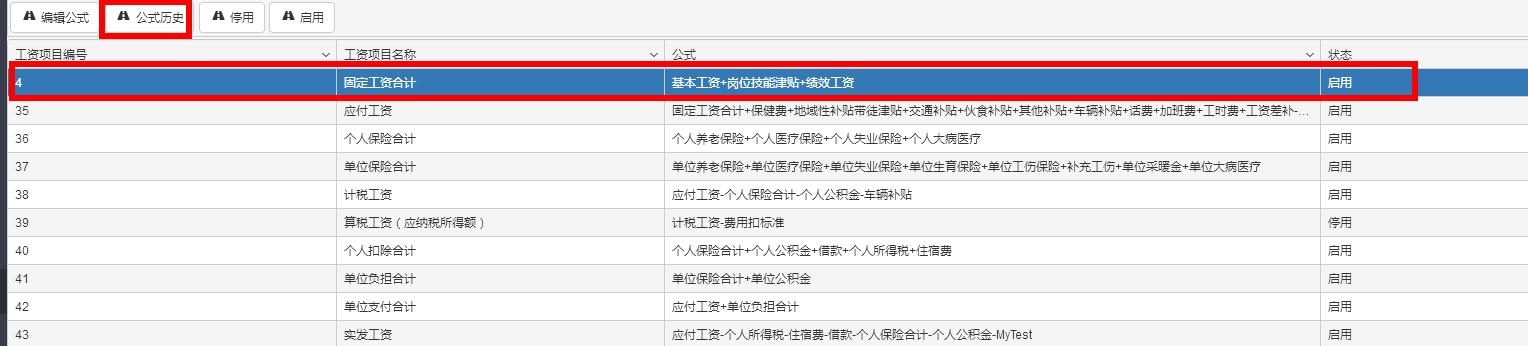 编辑公式 公式历史 停用 启用
工资项目编号 工资项目名称 公式 状态
4 固定工资合计 基本工资+岗位技能津贴+绩效工资 启用
35 应付工资 固定工资合计+保健费+地域性补贴带徒津贴+交通补贴+伙食补贴+其他补贴+车辆补贴+话费+加班费+工时费+工资差补-... 启用
36 个人保险合计 个人养老保险+个人医疗保险+个人失业保险+个人大病医疗 启用
37 单位保险合计 单位养老保险+单位医疗保险+单位失业保险+单位生育保险+单位工伤保险+补充工伤+单位采暖金+单位大病医疗 启用
38 计税工资 应付工资-个人保险合计-个人公积金-车辆补贴 启用
39 算税工资（应纳税所得额） 计税工资-费用扣标准 停用
40 个人扣除合计 个人保险合计+个人公积金+借款+个人所得税+住宿费 启用
41 单位负担合计 单位保险合计+单位公积金 启用
42 单位支付合计 应付工资+单位负担合计 启用
43 实发工资 应付工资-个人所得税-住宿费-借款-个人保险合计-个人公积金-MyTest 启用